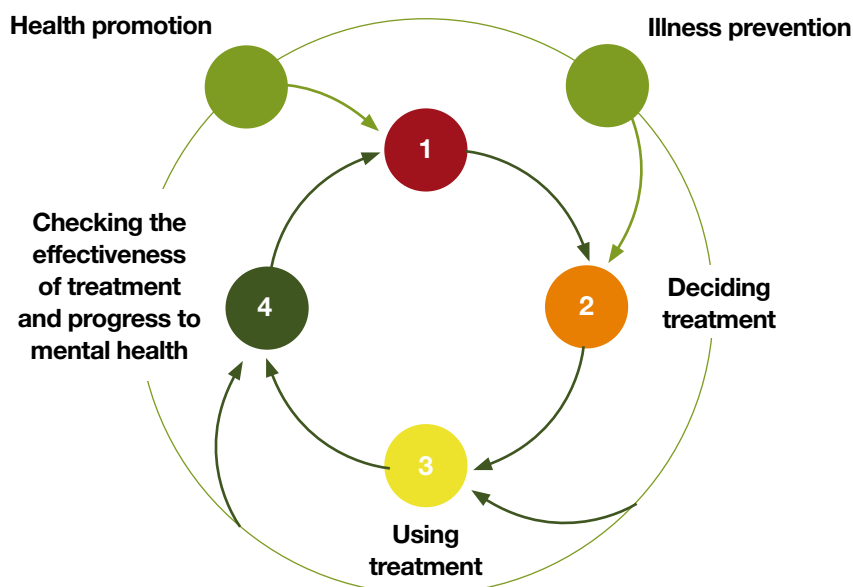 Health promotion
Illness prevention
1
Checking the
effectiveness
of treatment
and progress to
mental health
4
2
Deciding
treatment
3
Using
treatment